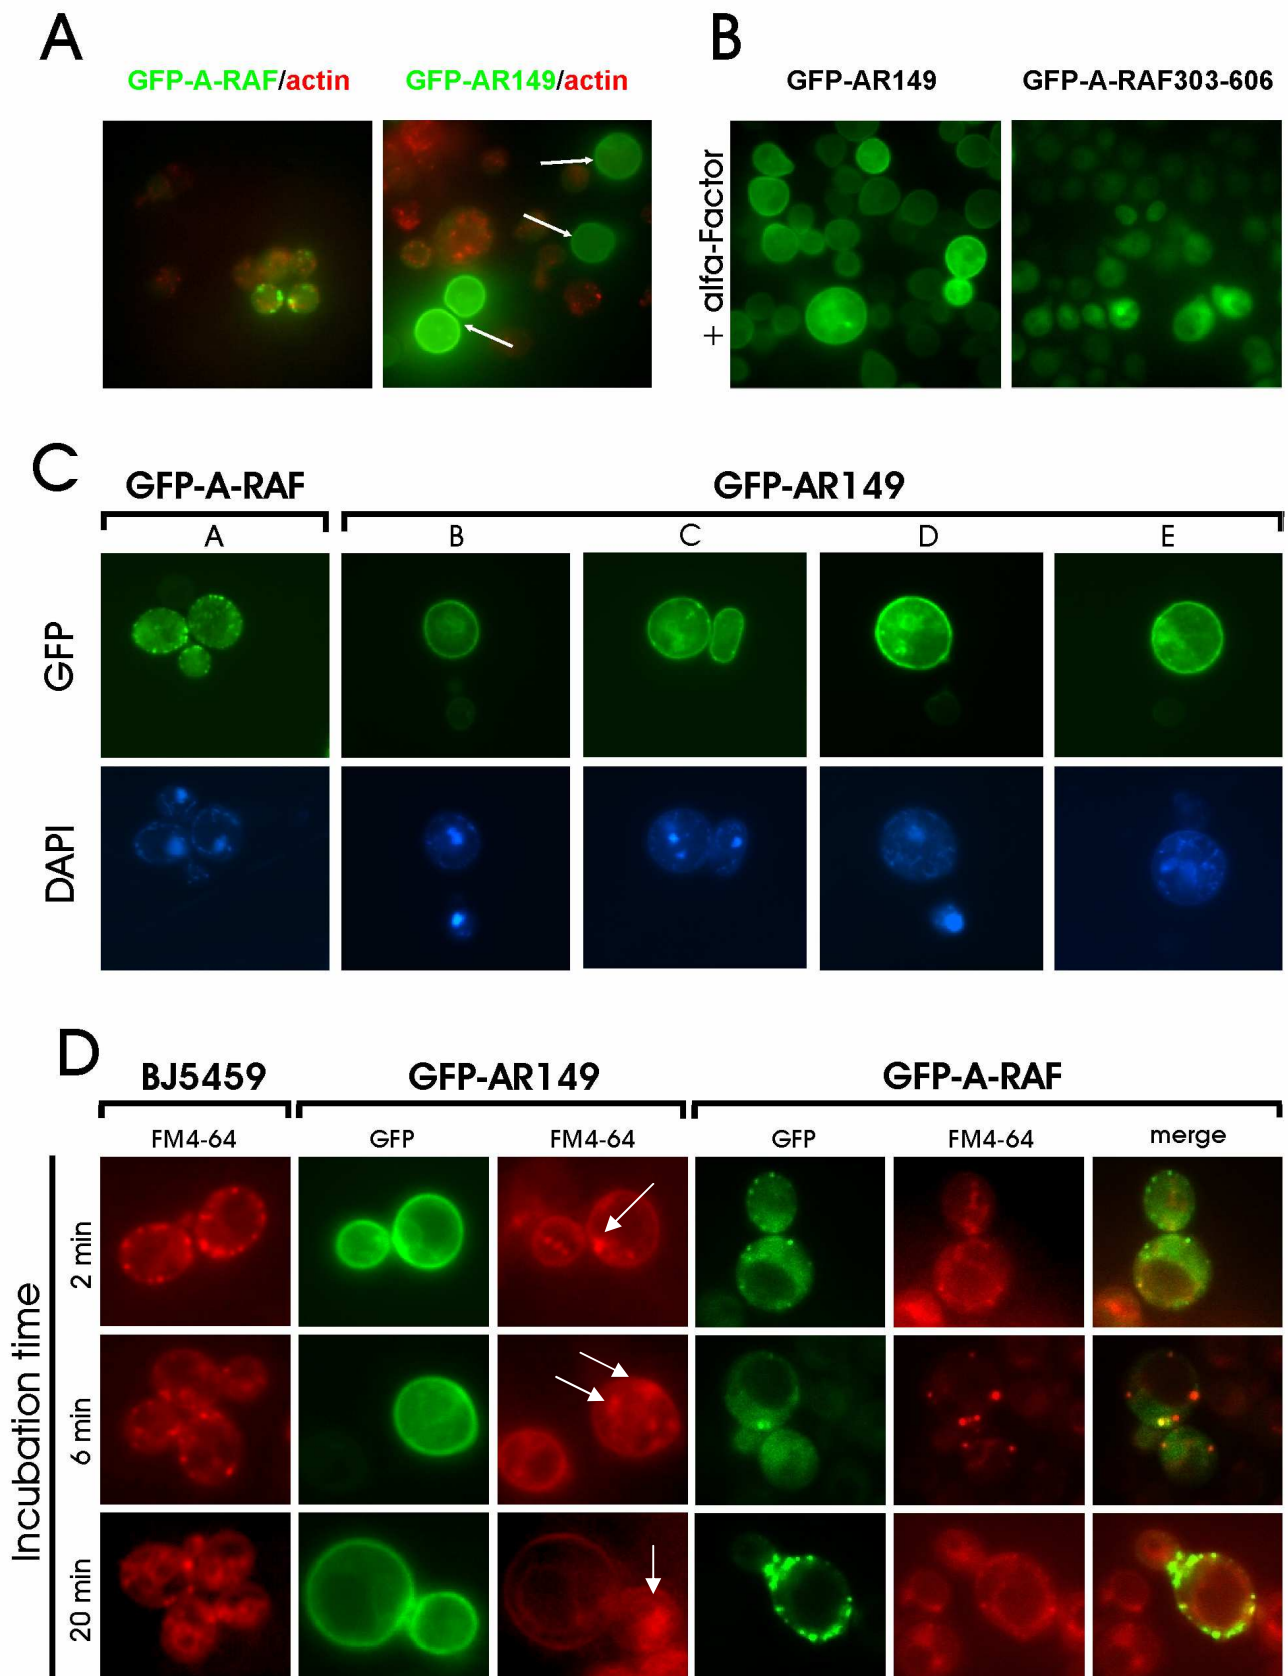 A
GFP-A-RAF/actin
GFP-AR149/actin
B
GFP-AR149
GFP-A-RAF303-606
+ alfa-Factor
C
GFP-A-RAF
GFP-AR149
A
B
C
D
E
GFP
DAPI
D
BJ5459
GFP-AR149
GFP-A-RAF
FM4-64
GFP
FM4-64
GFP
FM4-64
merge
Incubation time
2 min
6 min
20 min